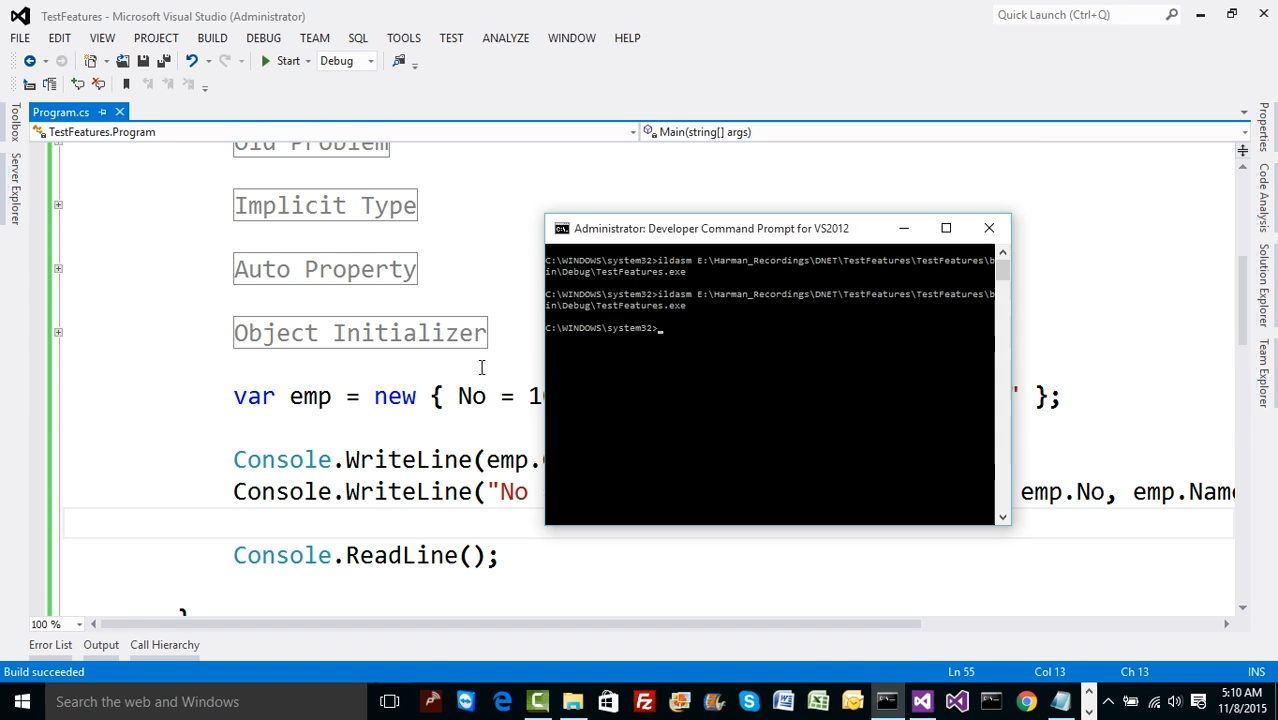 TestFeatures - Microsoft Visual Studio (Administrator)
Quick Launch (Ctrl+Q)
FILE EDIT VIEW PROJECT BUILD DEBUG TEAM SQL TOOLS TEST ANALYZE WINDOW HELP
Start Debug
Program.cs
TestFeatures.Program
Main(string[] args)
Toolbox
Server Explorer
Properties
Code Analysis
Solution Explorer
Team Explorer
Old Problem
Implicit Type
Auto Property
Object Initializer
var emp = new { No = 1
" };
Console.WriteLine(emp.
Console.WriteLine("No
emp.No, emp.Name
Console.ReadLine();
}
Administrator: Developer Command Prompt for VS2012
C:\WINDOWS\system32>ildasm E:\Harman_Recordings\DNET\TestFeatures\TestFeatures\b
in\Debug\TestFeatures.exe
C:\WINDOWS\system32>ildasm E:\Harman_Recordings\DNET\TestFeatures\TestFeatures\b
in\Debug\TestFeatures.exe
C:\WINDOWS\system32>_
100 %
Error List Output Call Hierarchy
Build succeeded
Ln 55 Col 13 Ch 13 INS
Search the web and Windows
5:10 AM
11/8/2015